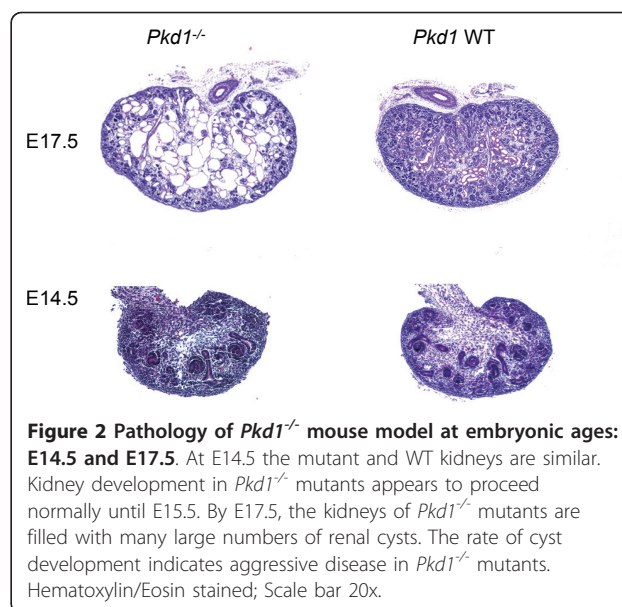 Pkd1-/- Pkd1 WT
E17.5
E14.5
Figure 2 Pathology of Pkd1-/- mouse model at embryonic ages:
E14.5 and E17.5. At E14.5 the mutant and WT kidneys are similar.
Kidney development in Pkd1-/- mutants appears to proceed
normally until E15.5. By E17.5, the kidneys of Pkd1-/- mutants are
filled with many large numbers of renal cysts. The rate of cyst
development indicates aggressive disease in Pkd1-/- mutants.
Hematoxylin/Eosin stained; Scale bar 20x.